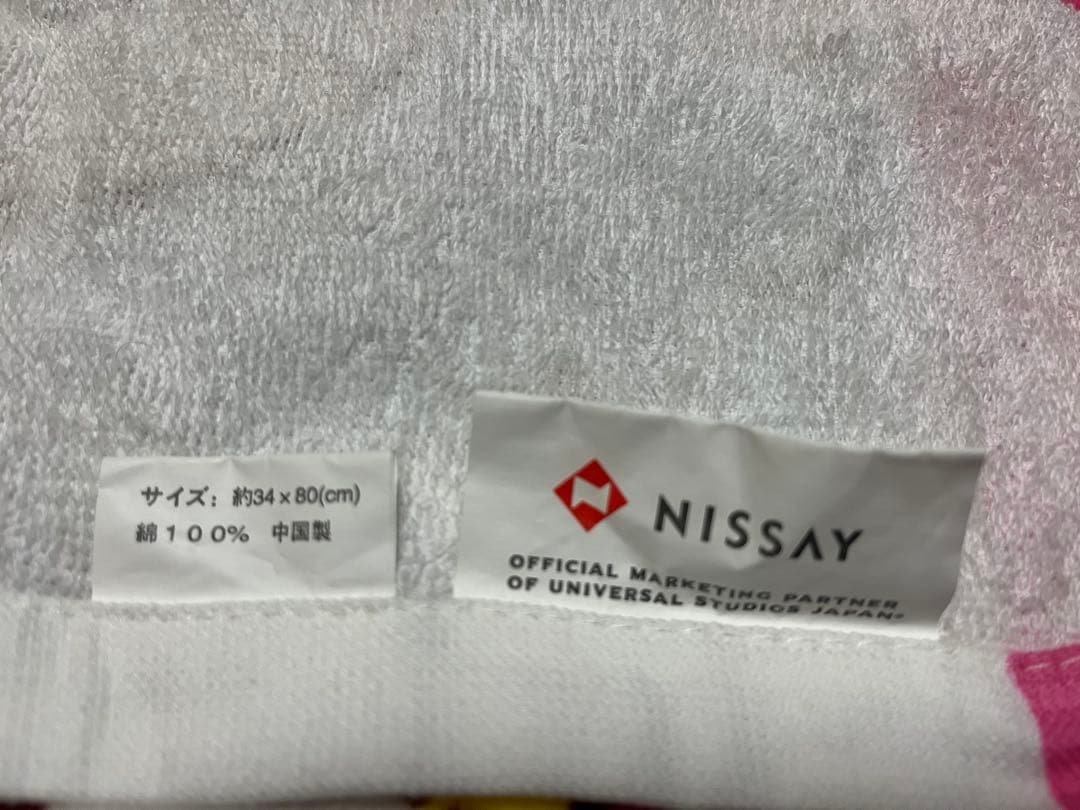 サイズ：約34×80(cm)
綿１００％　中国製
NISSAY
OFFICIAL MARKETING PARTNER
OF UNIVERSAL STUDIOS JAPAN®